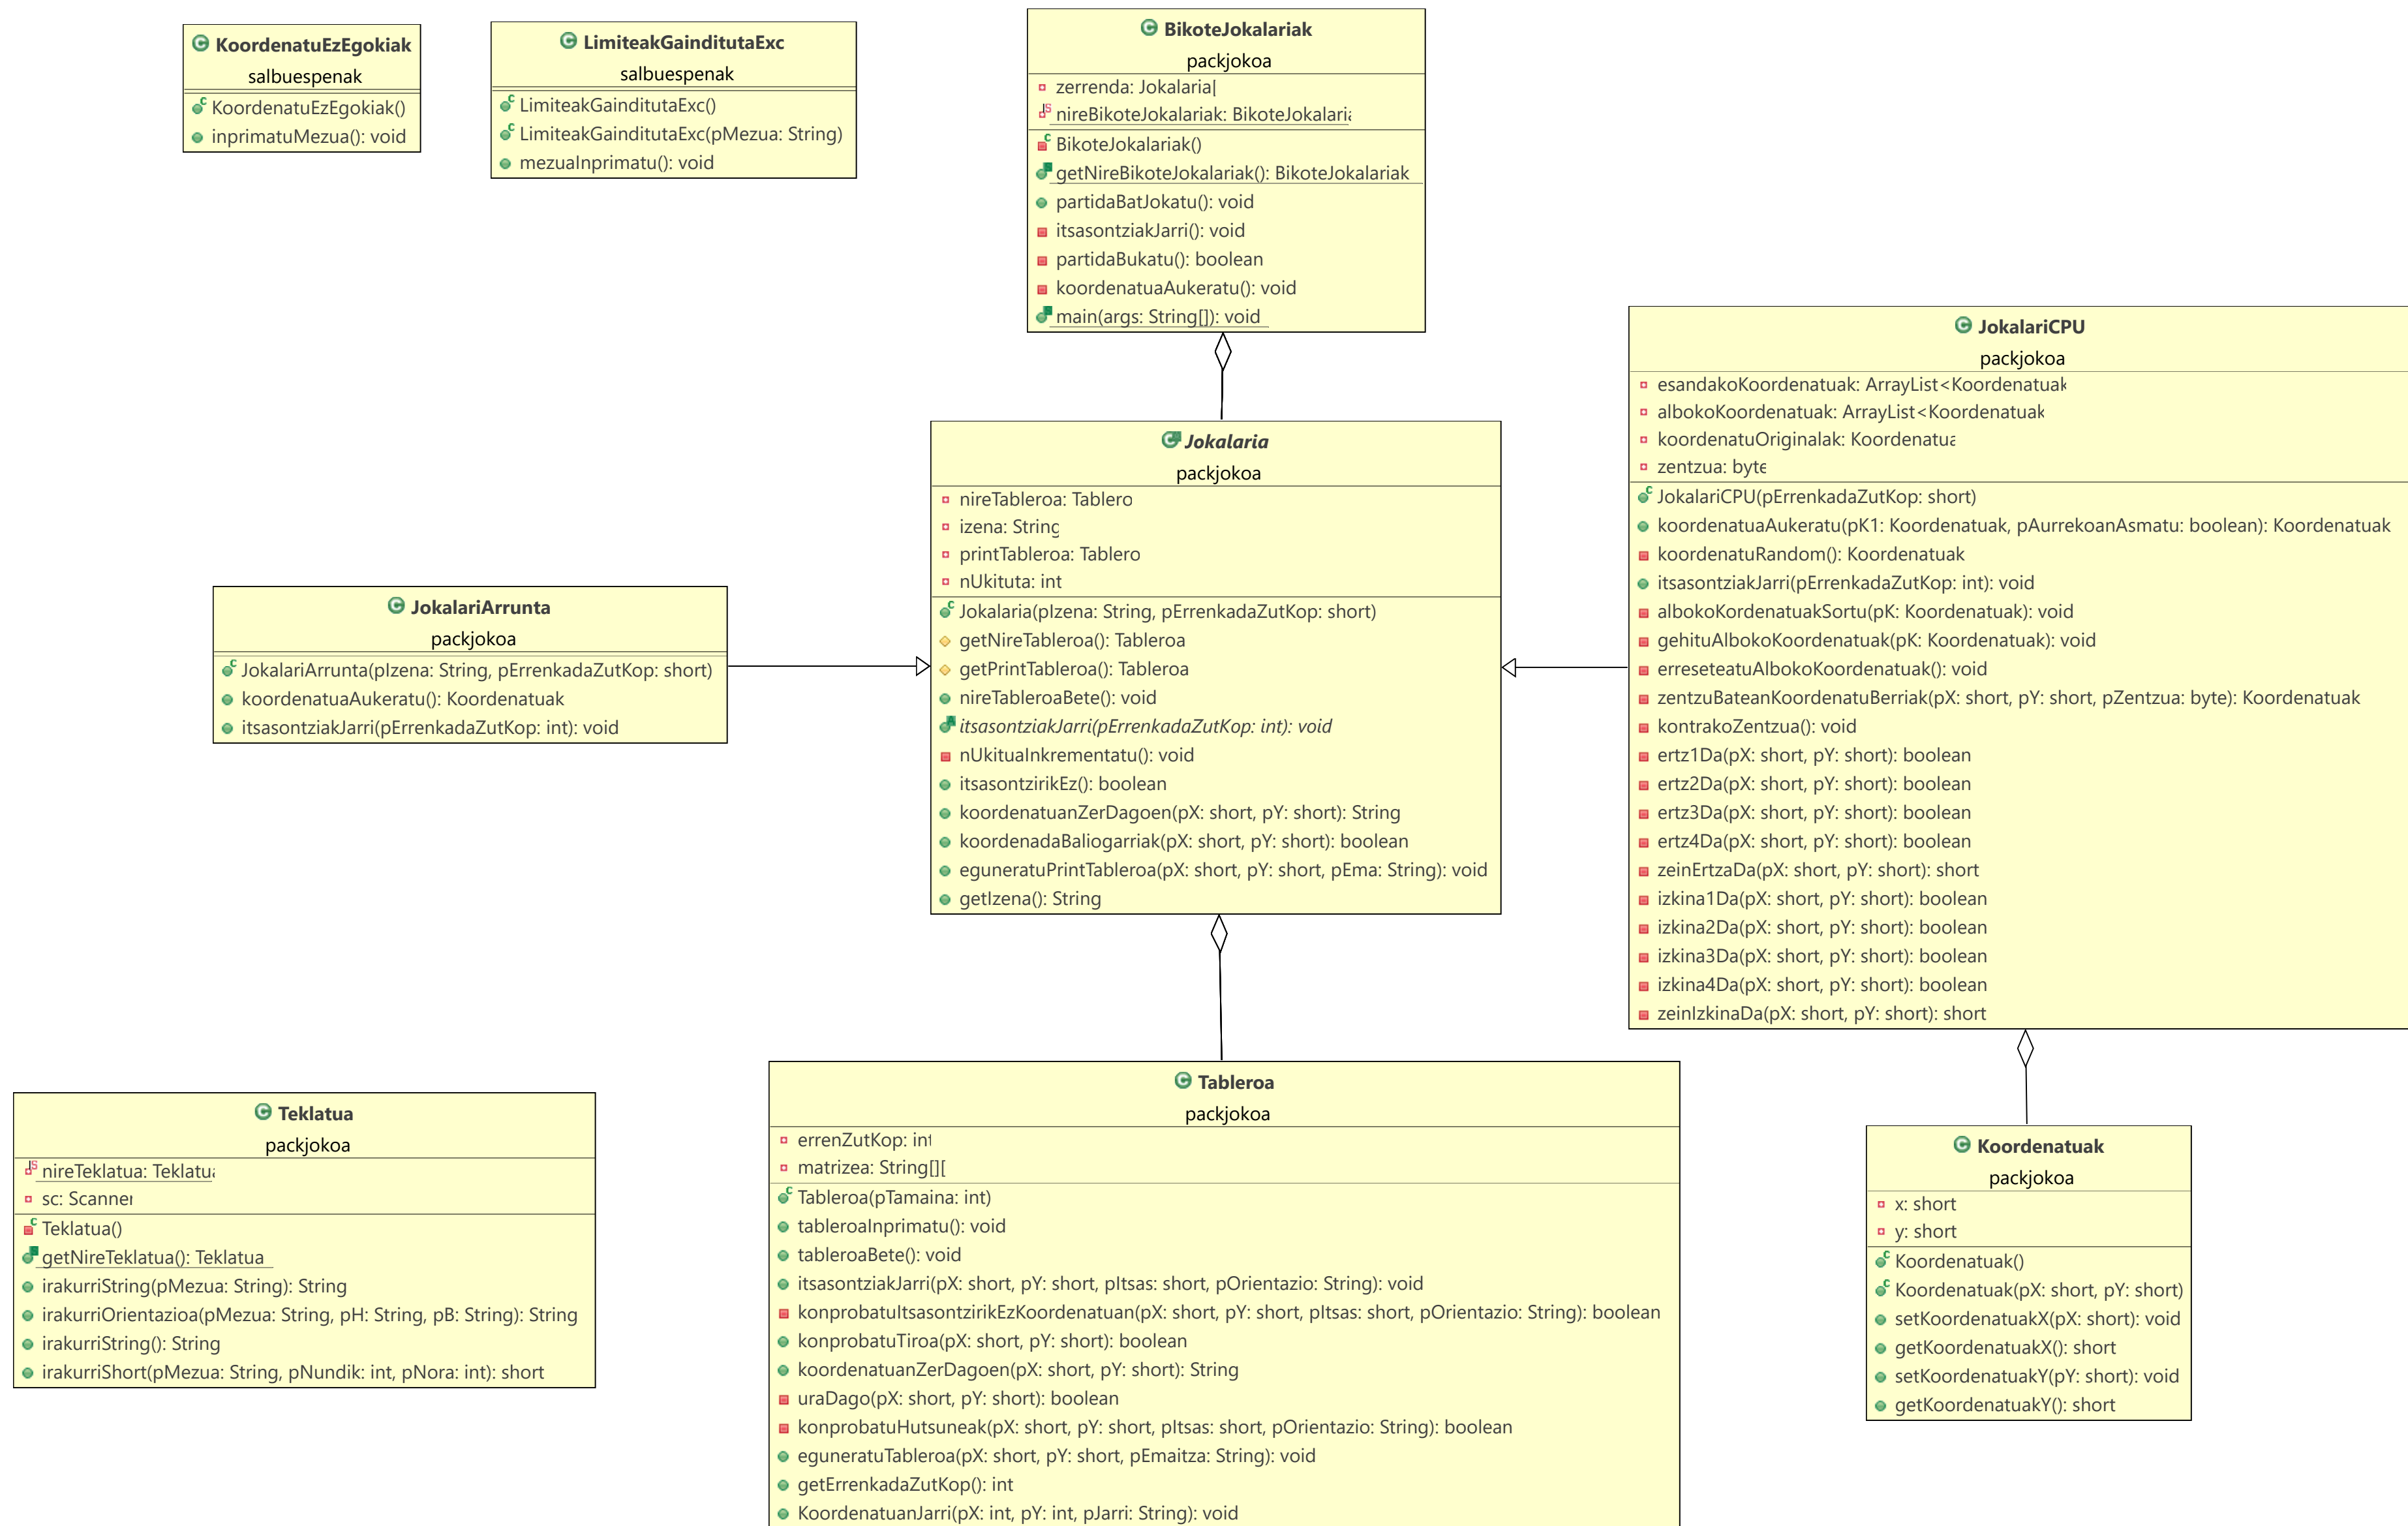 KoordenatuEzEgokiak
salbuespenak
KoordenatuEzEgokiak()
inprimatuMezua(): void
LimiteakGaindituta​Exc
salbuespenak
LimiteakGaindituta​Exc()
LimiteakGaindituta​Exc(pMezua: String)
mezuaInprimatu(): void
BikoteJokalariak
packjokoa
zerrenda: Jokalaria[
nireBikoteJokalariak: BikoteJokalaria
BikoteJokalariak()
getNireBikoteJokalariak(): BikoteJokalariak
partidaBatJokatu(): void
itsasontziakJarri(): void
partidaBukatu(): boolean
koordenatuaAukeratu(): void
main(args: String[]): void
JokalariCPU
packjokoa
esandakoKoordenatuak: ArrayList<Koordenatuak
albokoKoordenatuak: ArrayList<Koordenatuak
koordenatuOriginalak: Koordenatua
zentzua: byte
JokalariCPU(pErrenkadaZutKop: short)
koordenatuaAukeratu(pK1: Koordenatuak, pAurrekoanAsmatu: boolean): Koordenatuak
koordenatuRandom(): Koordenatuak
itsasontziakJarri(pErrenkadaZutKop: int): void
albokoKordenatuakSortu(pK: Koordenatuak): void
gehituAlbokoKoordenatuak(pK: Koordenatuak): void
erreseteatuAlbokoKoordenatuak(): void
zentzuBateanKoordenatuBerriak(pX: short, pY: short, pZentzua: byte): Koordenatuak
kontrakoZentzua(): void
ertz1Da(pX: short, pY: short): boolean
ertz2Da(pX: short, pY: short): boolean
ertz3Da(pX: short, pY: short): boolean
ertz4Da(pX: short, pY: short): boolean
zeinErtzaDa(pX: short, pY: short): short
izkina1Da(pX: short, pY: short): boolean
izkina2Da(pX: short, pY: short): boolean
izkina3Da(pX: short, pY: short): boolean
izkina4Da(pX: short, pY: short): boolean
zeinIzkinaDa(pX: short, pY: short): short
Jokalaria
packjokoa
nireTableroa: Tablero
izena: String
printTableroa: Tablero
nUkituta: int
Jokalaria(pIzena: String, pErrenkadaZutKop: short)
getNireTableroa(): Tableroa
getPrintTableroa(): Tableroa
nireTableroaBete(): void
itsasontziakJarri(pErrenkadaZutKop: int): void
nUkituaInkrementatu(): void
itsasontzirikEz(): boolean
koordenatuanZerDagoen(pX: short, pY: short): String
koordenadaBaliogarriak(pX: short, pY: short): boolean
eguneratuPrintTableroa(pX: short, pY: short, pEma: String): void
getIzena(): String
JokalariArrunta
packjokoa
JokalariArrunta(pIzena: String, pErrenkadaZutKop: short)
koordenatuaAukeratu(): Koordenatuak
itsasontziakJarri(pErrenkadaZutKop: int): void
Teklatua
packjokoa
nireTeklatua: Teklatua
sc: Scanner
Teklatua()
getNireTeklatua(): Teklatua
irakurriString(pMezua: String): String
irakurriOrientazioa(pMezua: String, pH: String, pB: String): String
irakurriString(): String
irakurriShort(pMezua: String, pNundik: int, pNora: int): short
Tableroa
packjokoa
errenZutKop: int
matrizea: String[][
Tableroa(pTamaina: int)
tableroaInprimatu(): void
tableroaBete(): void
itsasontziakJarri(pX: short, pY: short, pItsas: short, pOrientazio: String): void
konprobatuItsasontzirikEzKoordenatuan(pX: short, pY: short, pItsas: short, pOrientazio: String): boolean
konprobatuTiroa(pX: short, pY: short): boolean
koordenatuanZerDagoen(pX: short, pY: short): String
uraDago(pX: short, pY: short): boolean
konprobatuHutsuneak(pX: short, pY: short, pItsas: short, pOrientazio: String): boolean
eguneratuTableroa(pX: short, pY: short, pEmaitza: String): void
getErrenkadaZutKop(): int
KoordenatuanJarri(pX: int, pY: int, pJarri: String): void
Koordenatuak
packjokoa
x: short
y: short
Koordenatuak()
Koordenatuak(pX: short, pY: short)
setKoordenatuakX(pX: short): void
getKoordenatuakX(): short
setKoordenatuakY(pY: short): void
getKoordenatuakY(): short